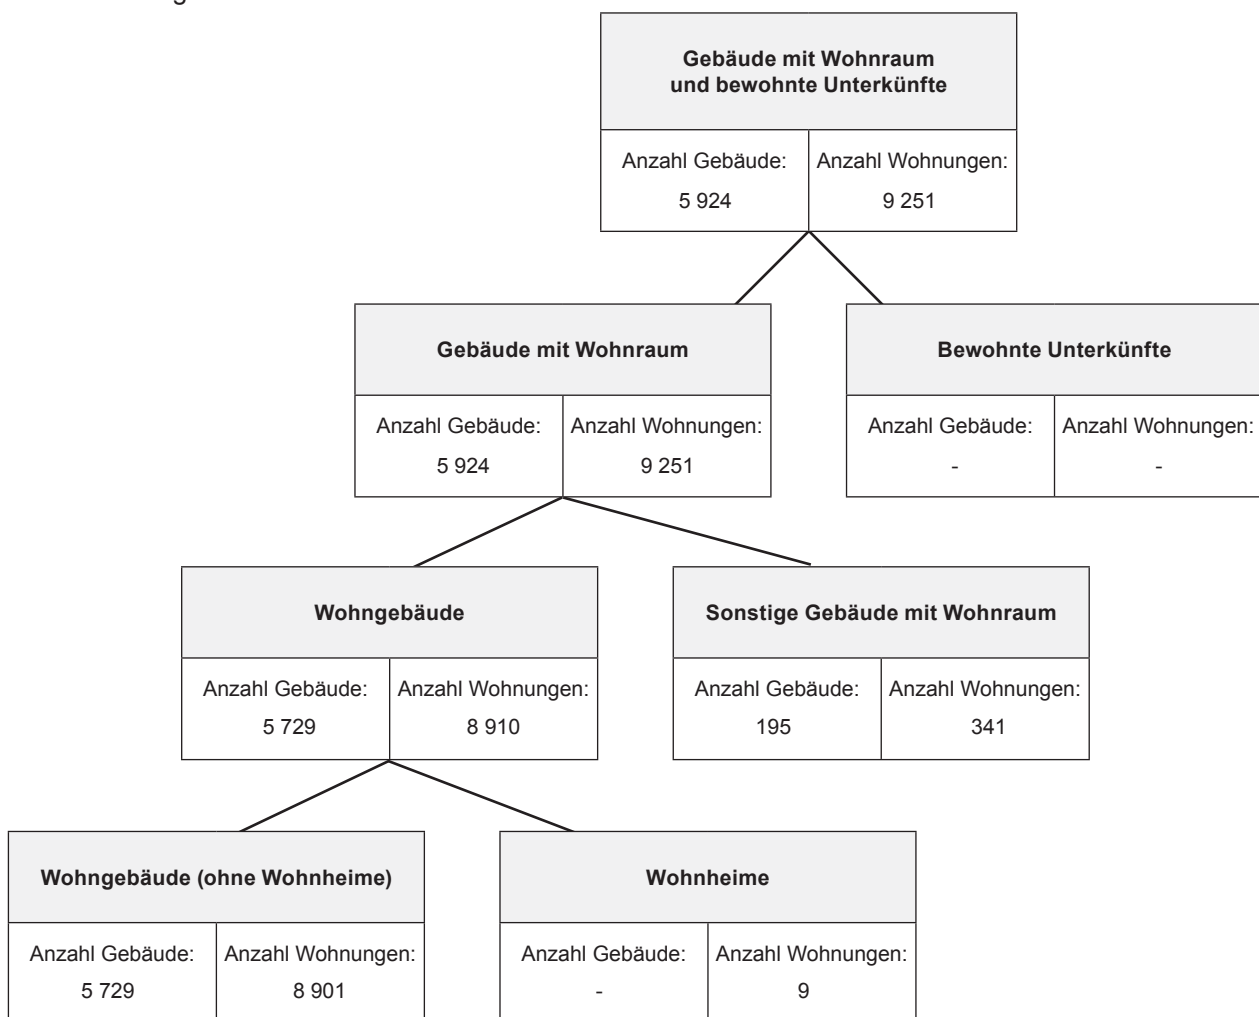 Gebäude mit Wohnraum
und bewohnte Unterkünfte
Anzahl Gebäude: Anzahl Wohnungen:
5 924 9 251
Gebäude mit Wohnraum Bewohnte Unterkünfte
Anzahl Gebäude: Anzahl Wohnungen: Anzahl Gebäude: Anzahl Wohnungen:
5 924 9 251 - -
Wohngebäude Sonstige Gebäude mit Wohnraum
Anzahl Gebäude: Anzahl Wohnungen: Anzahl Gebäude: Anzahl Wohnungen:
5 729 8 910 195 341
Wohngebäude (ohne Wohnheime) Wohnheime
Anzahl Gebäude: Anzahl Wohnungen: Anzahl Gebäude: Anzahl Wohnungen:
5 729 8 901 - 9